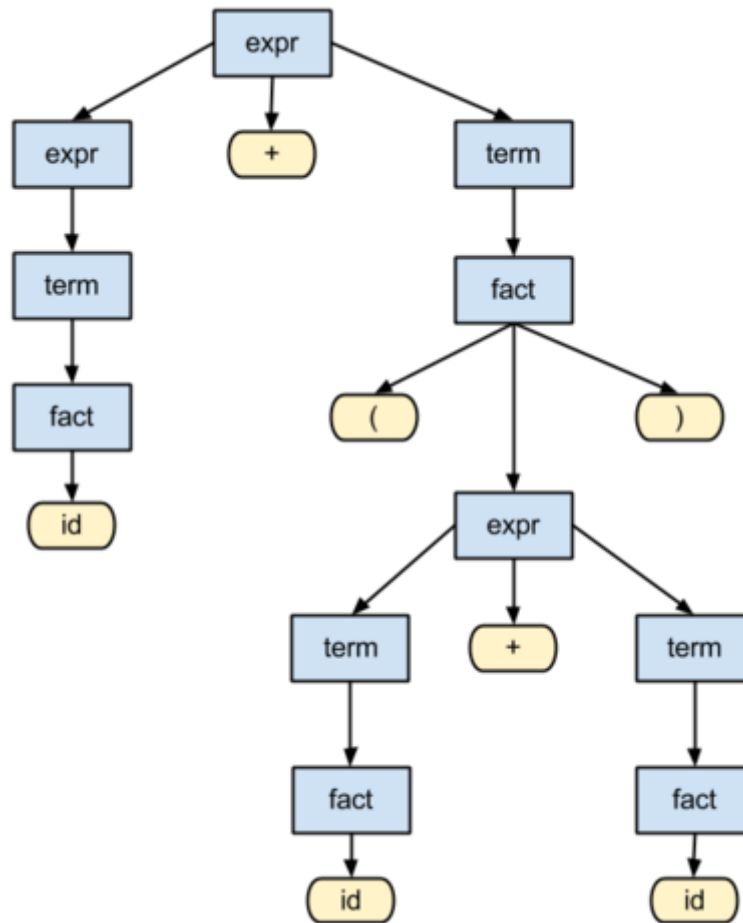 expr
expr + term
term fact
fact ( )
id expr
term + term
fact fact
id id